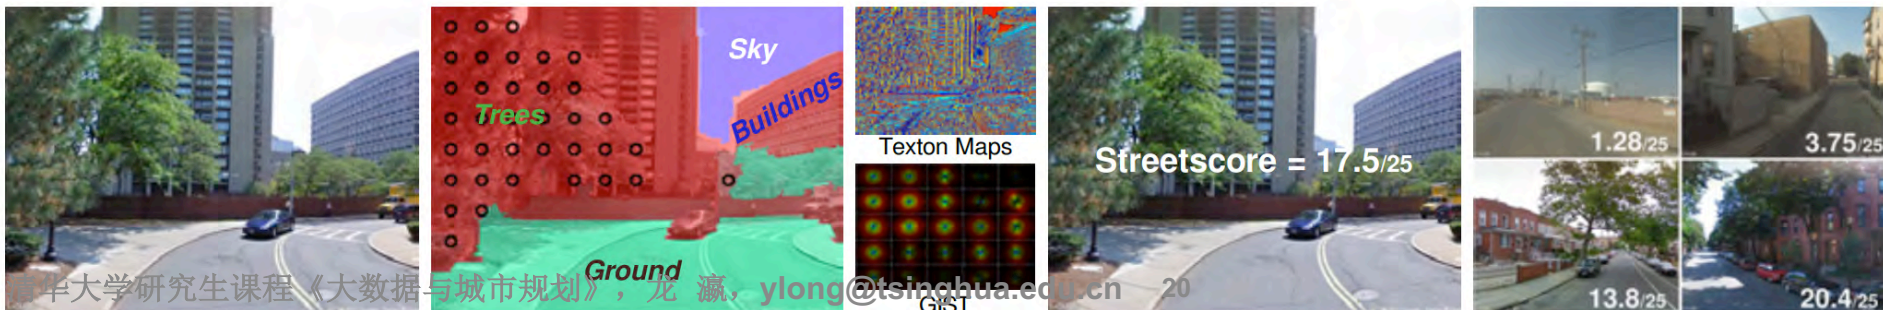 Sky
Trees
Buildings
Ground
Texton Maps
GIST
Streetscore = 17.5/25
1.28/25
3.75/25
13.8/25
20.4/25
清华大学研究生课程《大数据与城市规划》，龙 瀛，ylong@tsinghua.edu.cn 20